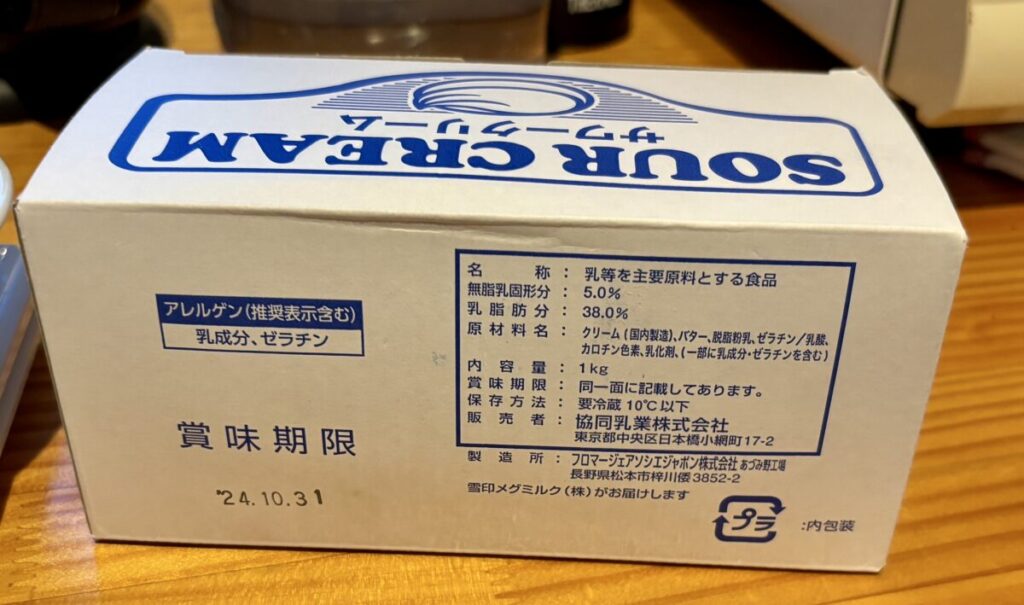 SOUR CREAM
サワークリーム
アレルゲン(推奨表示含む)
乳成分、ゼラチン
賞味期限
'24.10.31
名称:乳等を主要原料とする食品
無脂乳固形分:5.0%
乳脂肪分:38.0%
原材料名:クリーム(国内製造)、バター、脱脂粉乳、ゼラチン/乳酸、
カロチン色素、乳化剤、(一部に乳成分・ゼラチンを含む)
内容量:1kg
賞味期限:同一面に記載してあります。
保存方法:要冷蔵10℃以下
販売者:協同乳業株式会社
東京都中央区日本橋小網町17-2
製造所:フロマージェアソシエジャポン株式会社 あづみ野工場
長野県松本市梓川倭3852-2
雪印メグミルク(株)がお届けします
プラ
:内包装